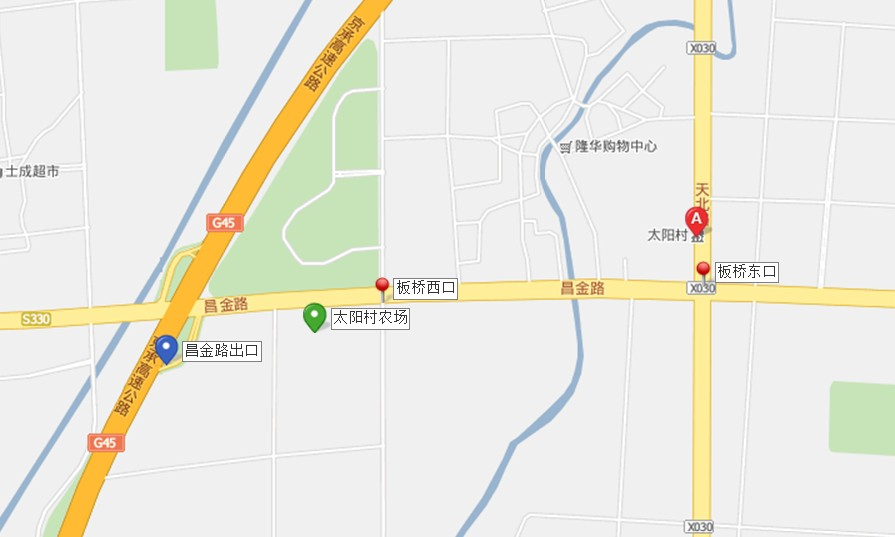 京承高速公路
X030
隆华购物中心
士成超市
天北
G45
A
太阳村
板桥东口
板桥西口
昌金路
X030
昌金路
S330
太阳村农场
昌金路出口
京承高速公路
G45
X030